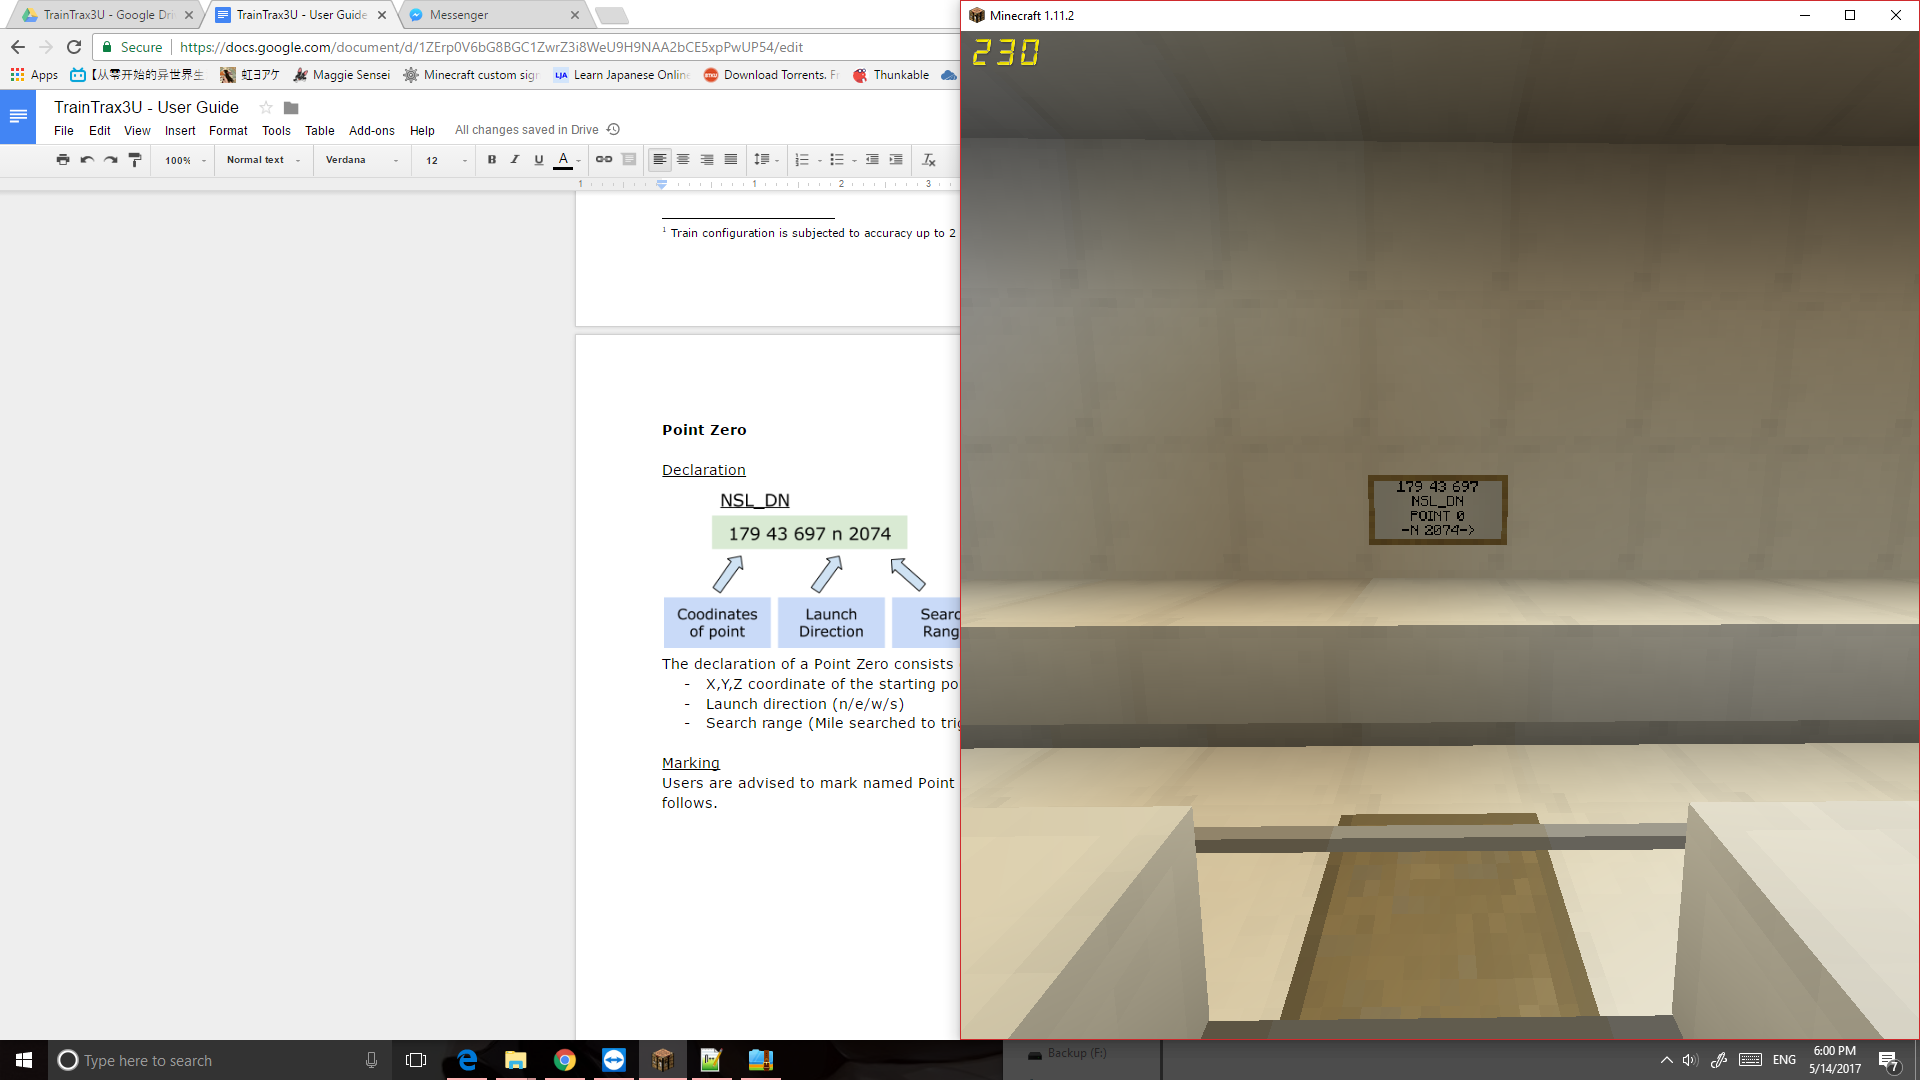 TrainTrax3U - Google Dri
TrainTrax3U - User Guide
Messenger
Secure
https://docs.google.com/document/d/1ZErp0V6bG8BGC1ZwrZ3i8WeU9H9NAA2bCE5xpPwUP54/edit
Apps
【从零开始的异世界生
虹ヨアケ
Maggie Sensei
Minecraft custom sign
Learn Japanese Online
Download Torrents. Fr
Thunkable
TrainTrax3U - User Guide
File Edit View Insert Format Tools Table Add-ons Help All changes saved in Drive
100% Normal text Verdana 12 B I U A
1 1 2 3
1 Train configuration is subjected to accuracy up to 2
Point Zero
Declaration
NSL_DN
179 43 697 n 2074
Coodinates
of point
Launch
Direction
Searc
Rang
The declaration of a Point Zero consists
- X,Y,Z coordinate of the starting po
- Launch direction (n/e/w/s)
- Search range (Mile searched to trig
Marking
Users are advised to mark named Point
follows.
Minecraft 1.11.2
230
179 43 697
NSL_DN
POINT 0
-N 2074->
Type here to search
Backup (F:)
ENG
6:00 PM
5/14/2017
7